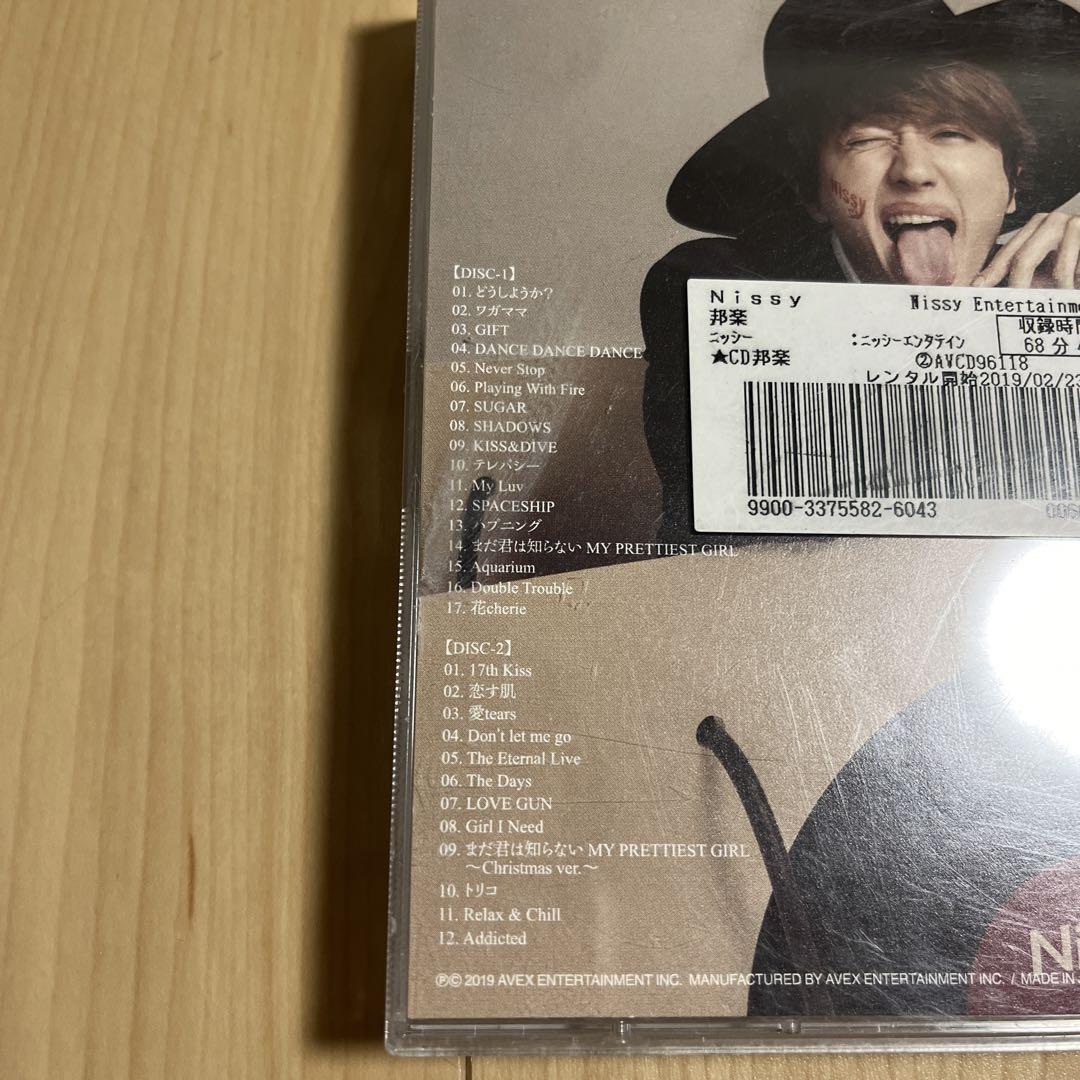 nissy
Nissy
Nissy Entertainme
邦楽
収録時間
ニッシー
:ニッシーエンタテイン
68分
★CD邦楽
②AVCD96118
レンタル開始2019/02/23
9900-3375582-6043
【DISC-1】
01. どうしようか?
02. ワガママ
03. GIFT
04. DANCE DANCE DANCE
05. Never Stop
06. Playing With Fire
07. SUGAR
08. SHADOWS
09. KISS&DIVE
10. テレパシー
11. My Luv
12. SPACESHIP
13. ハプニング
14. まだ君は知らない MY PRETTIEST GIRL
15. Aquarium
16. Double Trouble
17. 花cherie
【DISC-2】
01. 17th Kiss
02. 恋す肌
03. 愛tears
04. Don't let me go
05. The Eternal Live
06. The Days
07. LOVE GUN
08. Girl I Need
09. まだ君は知らない MY PRETTIEST GIRL
〜Christmas ver.〜
10. トリコ
11. Relax & Chill
12. Addicted
Ⓟ© 2019 AVEX ENTERTAINMENT INC. MANUFACTURED BY AVEX ENTERTAINMENT INC. / MADE IN